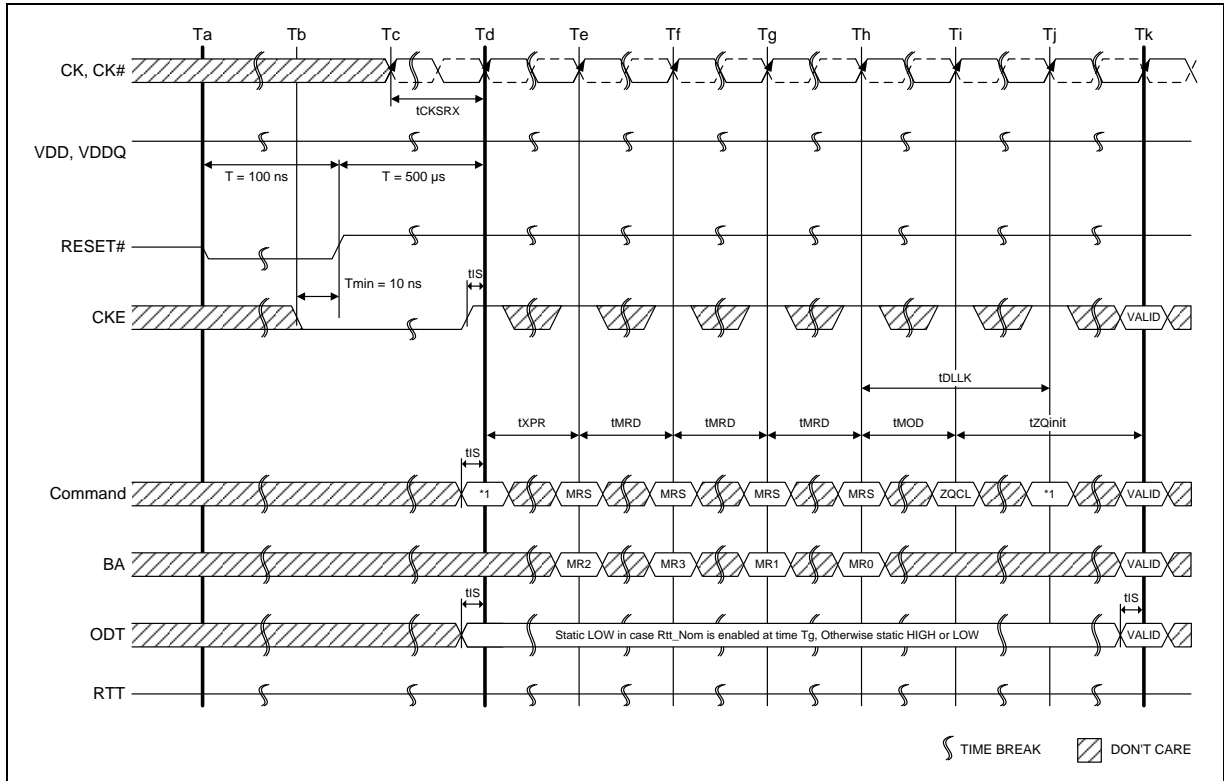 Ta Tb Tc Td Te Tf Tg Th Ti Tj Tk
CK, CK#
tCKSRX
VDD, VDDQ
T = 100 ns T = 500 µs
RESET#
Tmin = 10 ns tIS
CKE VALID
tDLLK
tXPR tMRD tMRD tMRD tMOD tZQinit
tIS
Command *1 MRS MRS MRS MRS ZQCL *1 VALID
BA MR2 MR3 MR1 MR0 VALID
tIS tIS
ODT Static LOW in case Rtt_Nom is enabled at time Tg, Otherwise static HIGH or LOW VALID
RTT
TIME BREAK DON'T CARE